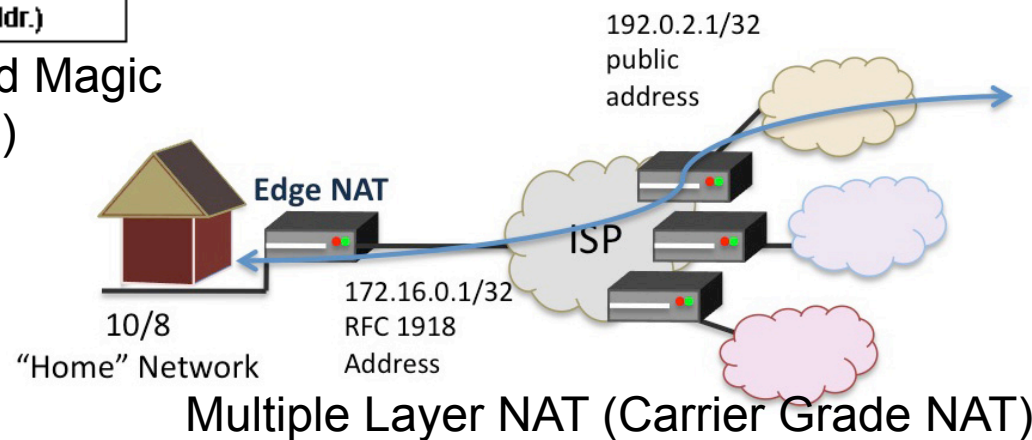 ldr.)
d Magic
)
192.0.2.1/32
public
address
Edge NAT
ISP
172.16.0.1/32
RFC 1918
Address
10/8
“Home” Network
Multiple Layer NAT (Carrier Grade NAT)